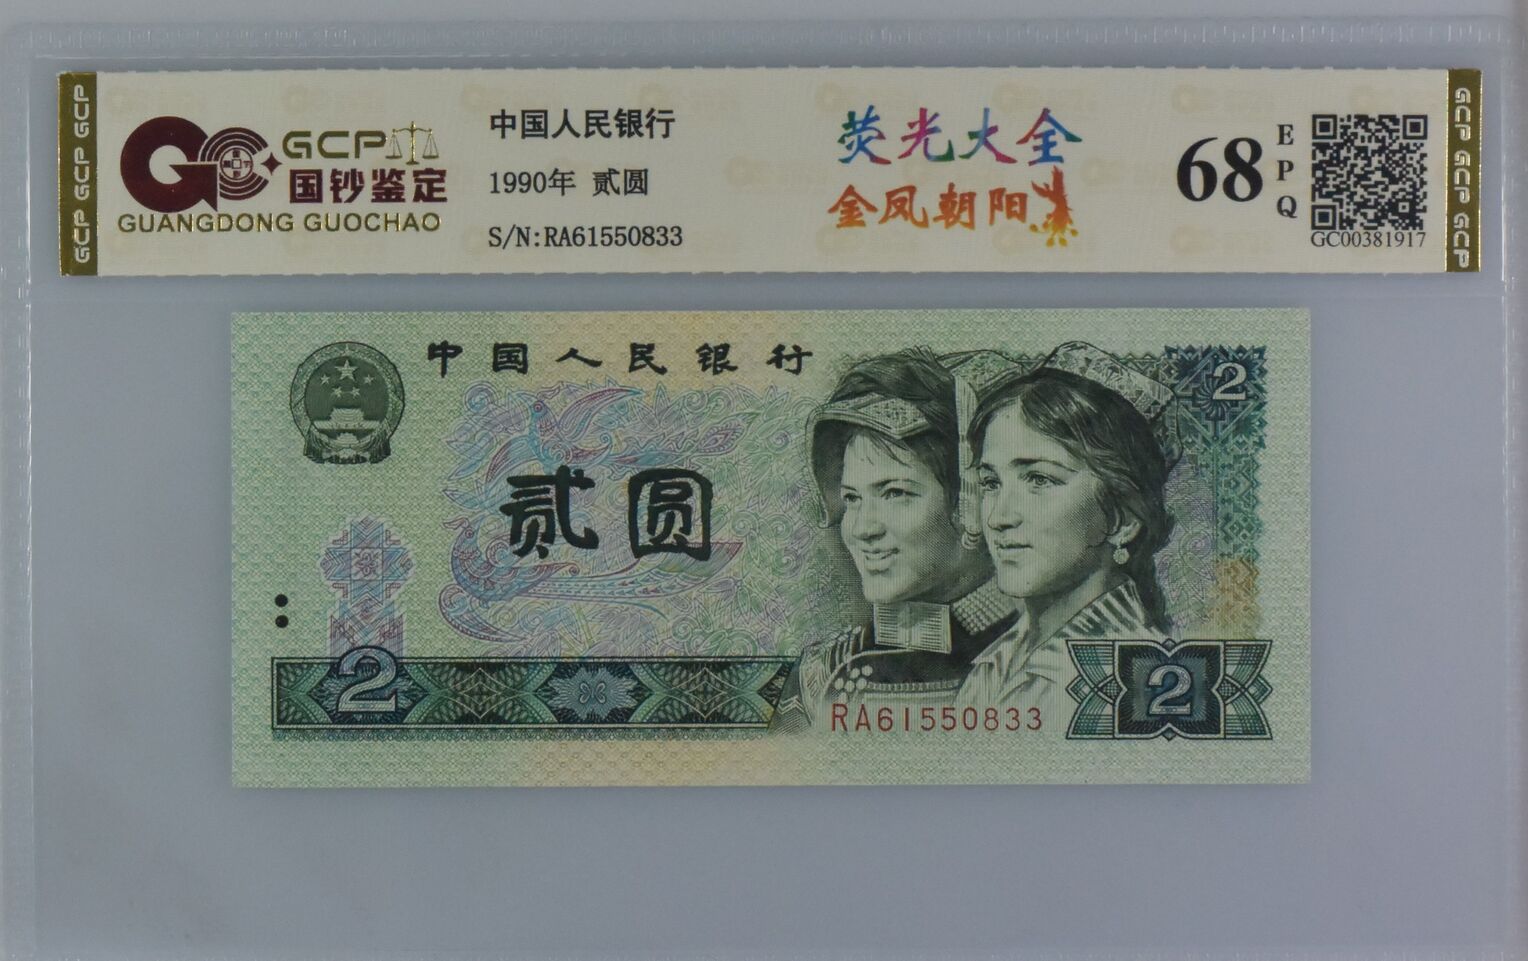 GCP GCP GCP
GCP
国钞鉴定
GUANGDONG GUOCHAO
中国人民银行
1990年 贰圆
S/N:RA61550833
荧光大全
金凤朝阳
68
EPQ
GC00381917
GCP GCP GCP
中国人民银行
2
贰圆
2
2
RA61550833